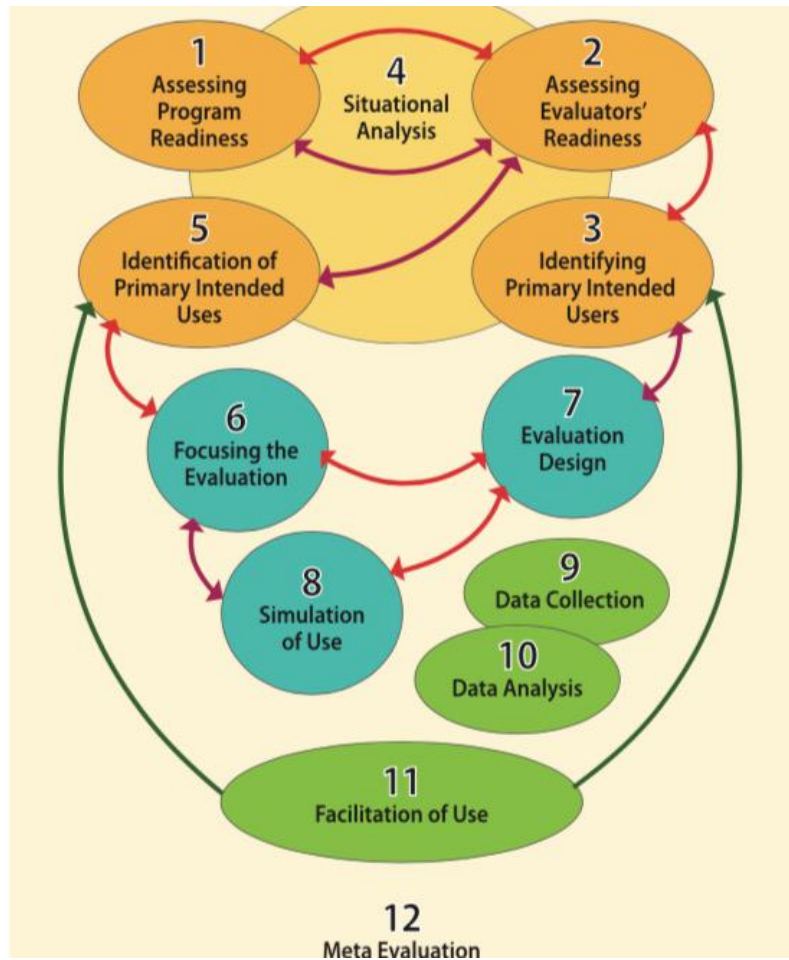 1
Assessing
Program
Readiness
2
Assessing
Evaluators'
Readiness
4
Situational
Analysis
5
Identification of
Primary Intended
Uses
3
Identifying
Primary Intended
Users
6
Focusing the
Evaluation
7
Evaluation
Design
8
Simulation
of Use
9
Data Collection
10
Data Analysis
11
Facilitation of Use
12
Meta Evaluation